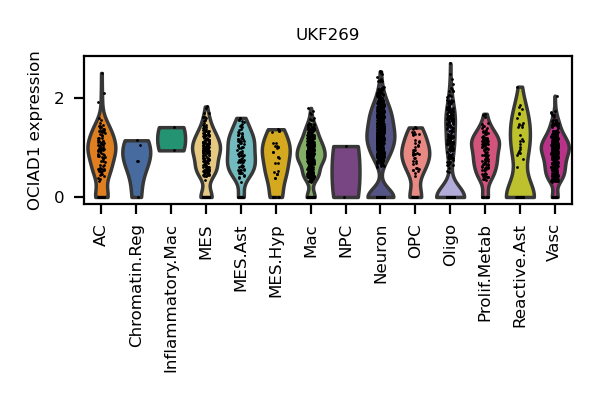 UKF269
OCIAD1 expression
2
0
AC
Chromatin.Reg
Inflammatory.Mac
MES
MES.Ast
MES.Hyp
Mac
NPC
Neuron
OPC
Oligo
Prolif.Metab
Reactive.Ast
Vasc